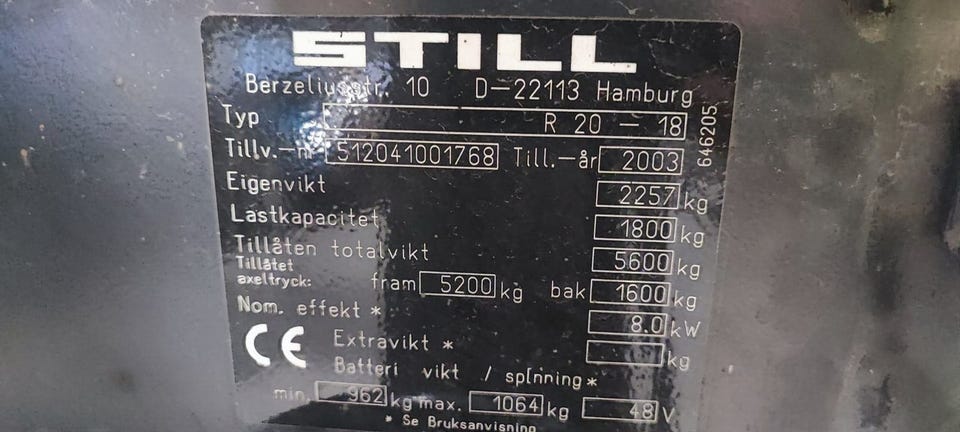 STILL
Berzeliusstr. 10 D-22113 Hamburg
Typ R 20 - 18
Tillv.-nr 512041001768 Till.-år 2003
646205
Eigenvikt 2257 kg
Lastkapacitet 1800 kg
Tillåten totalvikt 5600 kg
Tillåtet
axeltryck: fram 5200 kg bak 1600 kg
Nom. effekt * 8.0 kW
CE
Extravikt * kg
Batteri vikt / spinning *
min. 962 kg max. 1064 kg 48 V
* Se Bruksanvisning